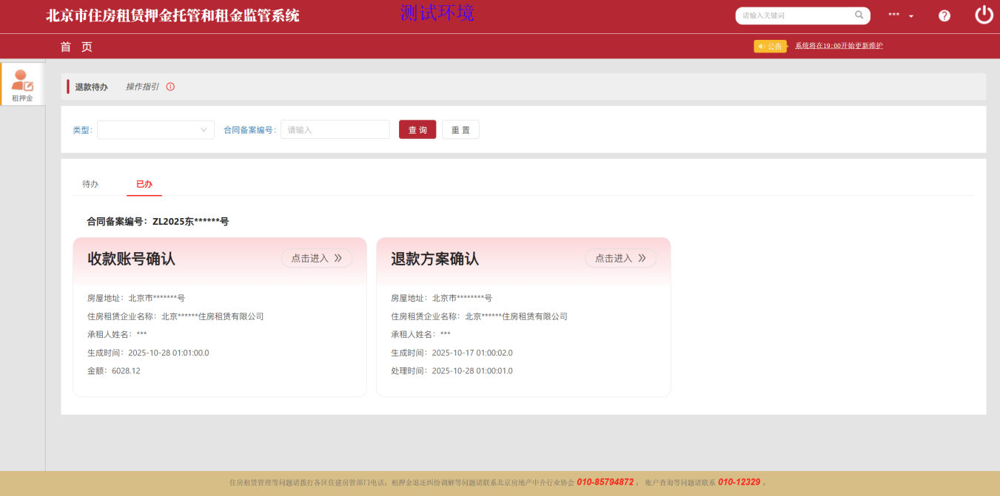 北京市住房租赁押金托管和租金监管系统
测试环境
请输入关键词
***
首 页
公告 系统将在19:00开始更新维护
租押金
退款待办 操作指引
类型: 合同备案编号: 请输入 查 询 重 置
待办 已办
合同备案编号: ZL2025东******号
收款账号确认 点击进入
房屋地址: 北京市*******号
住房租赁企业名称: 北京******住房租赁有限公司
承租人姓名: ***
生成时间: 2025-10-28 01:01:00.0
金额: 6028.12
退款方案确认 点击进入
房屋地址: 北京市********号
住房租赁企业名称: 北京******住房租赁有限公司
承租人姓名: ***
生成时间: 2025-10-17 01:00:02.0
处理时间: 2025-10-28 01:00:01.0
住房租赁管理等问题请拨打各区住建房管部门电话; 租押金退还纠纷调解等问题请联系北京房地产中介行业协会 010-85794872 ; 账户查询等问题请联系 010-12329 。